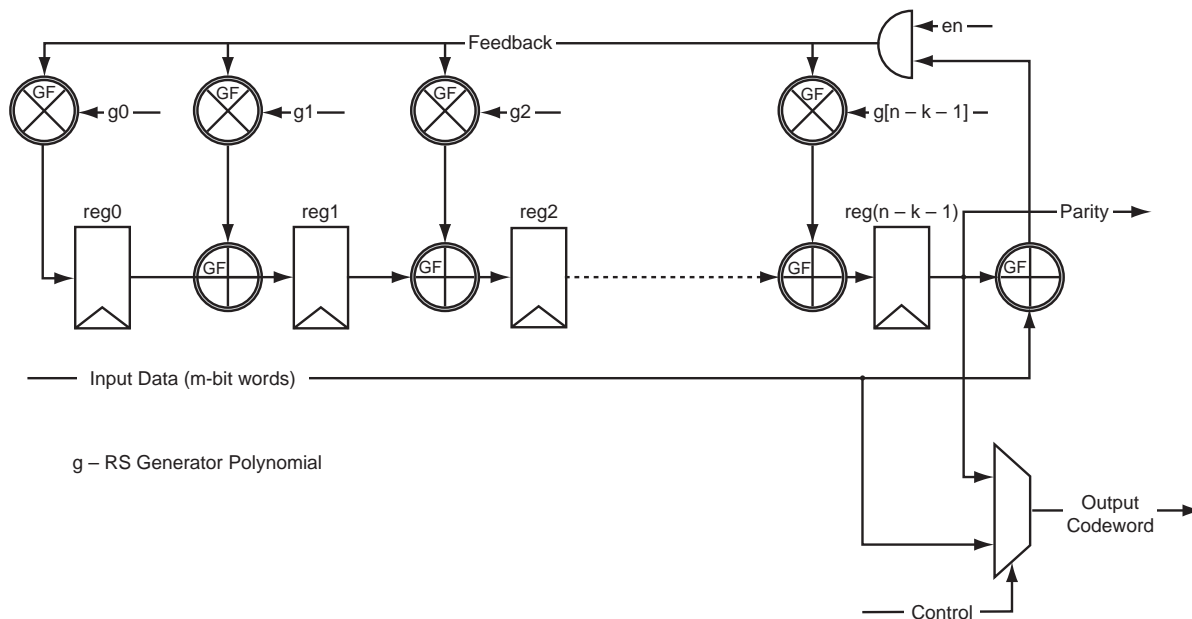 en
Feedback
GF
GF
GF
GF
g0
g1
g2
g[n – k – 1]
reg0
reg1
reg2
reg(n – k – 1)
Parity
GF
GF
GF
GF
Input Data (m-bit words)
g – RS Generator Polynomial
Output
Codeword
Control